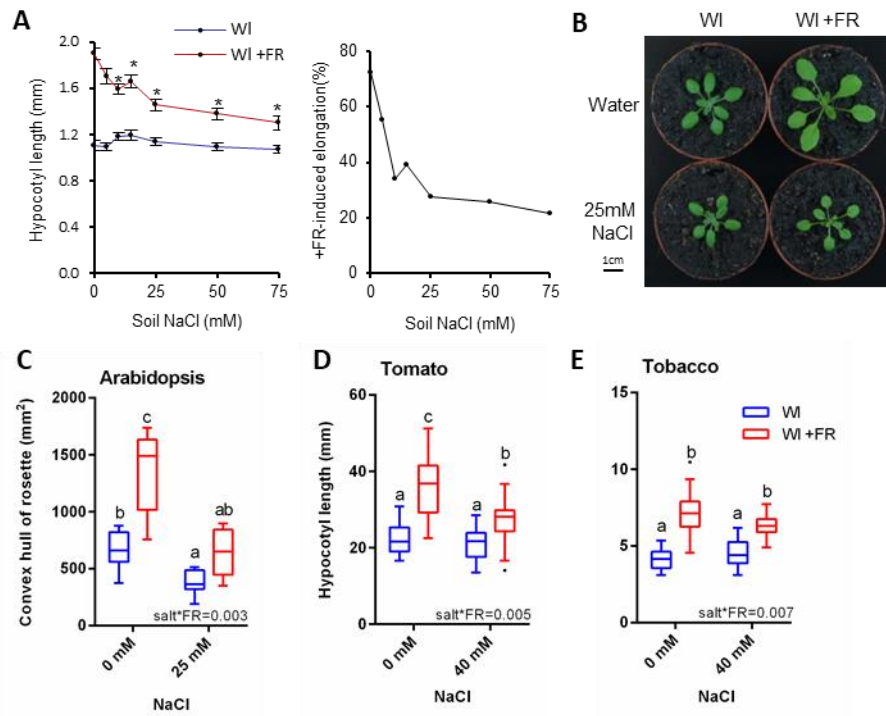 A
Wl
Wl +FR
Hypocotyl length (mm)
2.0
1.6
1.2
0.8
0.4
0.0
* * * * *
0 25 50 75
Soil NaCl (mM)
+FR-induced elongation(%)
80
60
40
20
0
0 25 50 75
Soil NaCl (mM)
B
Wl Wl +FR
Water
25mM
NaCl
1cm
C
Arabidopsis
Convex hull of rosette (mm²)
2000
1500
1000
500
0
b c a ab
salt*FR=0.003
0 mM 25 mM
NaCl
D
Tomato
Hypocotyl length (mm)
60
40
20
0
a c a b
salt*FR=0.005
0 mM 40 mM
NaCl
E
Tobacco
15
10
5
0
Wl
Wl +FR
a b a b
salt*FR=0.007
0 mM 40 mM
NaCl